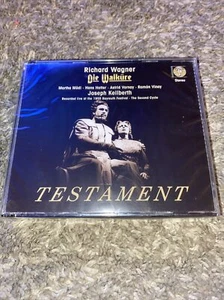 Richard Wagner
Die Walküre
Martha Mödl · Hans Hotter · Astrid Varnay · Ramón Vinay
Joseph Keilberth
Recorded live at the 1955 Bayreuth Festival · The Second Cycle
Stereo
TESTAMENT